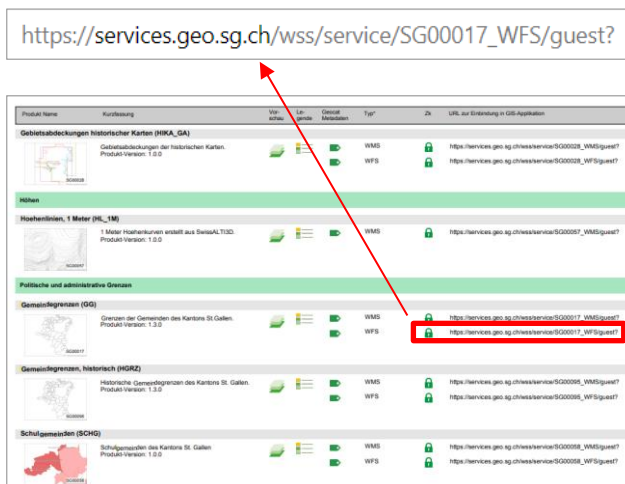 https://services.geo.sg.ch/wss/service/SG00017_WFS/guest?
Produkt Name Kurzfassung Vor-schau Le-gende Geocat Metadaten Typ* Zk URL zur Einbindung in GIS-Applikation
Gebietsabdeckungen historischer Karten (HIKA_GA)
Gebietsabdeckungen der historischen Karten. WMS https://services.geo.sg.ch/wss/service/SG00028_WMS/guest?
Produkt-Version: 1.0.0
WFS https://services.geo.sg.ch/wss/service/SG00028_WFS/guest?
SG00028
Höhen
Hoehenlinien, 1 Meter (HL_1M)
1 Meter Hoehenkurven erstellt aus SwissALTI3D. WMS https://services.geo.sg.ch/wss/service/SG00057_WMS/guest?
Produkt-Version: 1.0.0
SG00057
Politische und administrative Grenzen
Gemeindegrenzen (GG)
Grenzen der Gemeinden des Kantons St.Gallen. WMS https://services.geo.sg.ch/wss/service/SG00017_WMS/guest?
Produkt-Version: 1.3.0
WFS https://services.geo.sg.ch/wss/service/SG00017_WFS/guest?
SG00017
Gemeindegrenzen, historisch (HGRZ)
Historische Gemeindegrenzen des Kantons St. Gallen. WMS https://services.geo.sg.ch/wss/service/SG00095_WMS/guest?
Produkt-Version: 1.3.0
WFS https://services.geo.sg.ch/wss/service/SG00095_WFS/guest?
Schulgemeinden (SCHG)
Schulgemeinden des Kantons St. Gallen WMS https://services.geo.sg.ch/wss/service/SG00058_WMS/guest?
Produkt-Version: 1.3.0
WFS https://services.geo.sg.ch/wss/service/SG00058_WFS/guest?
SG00058